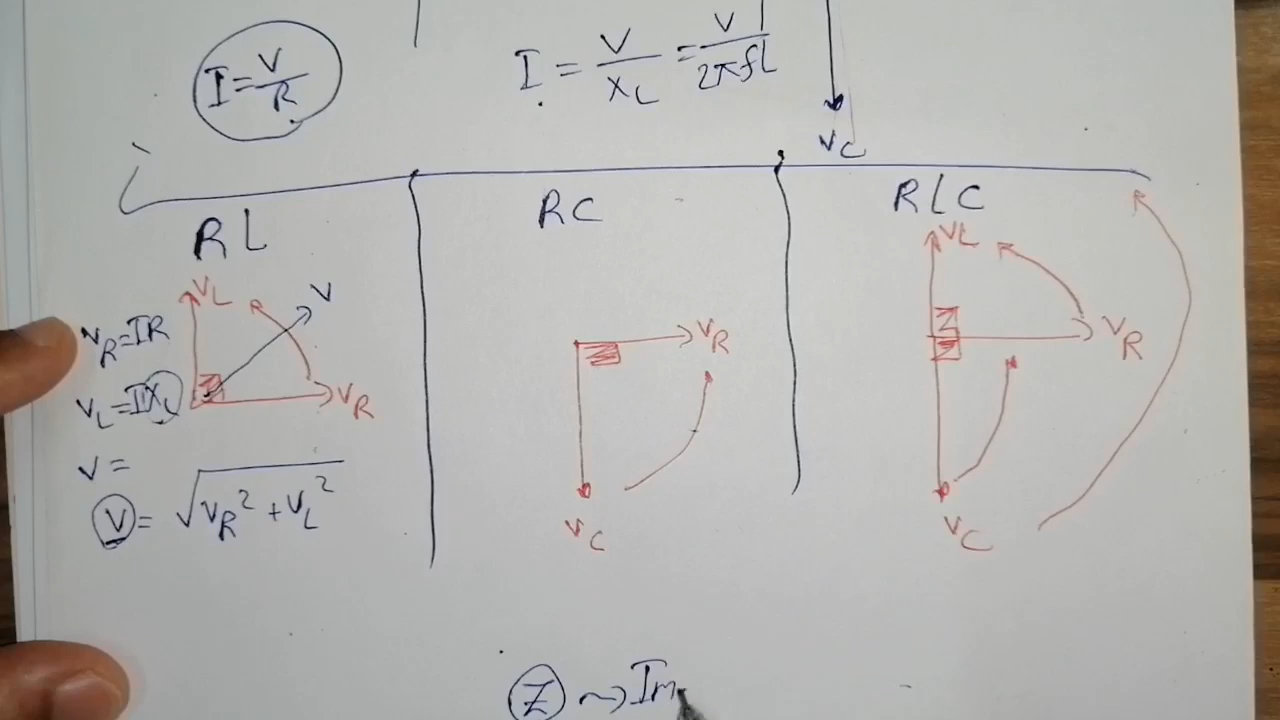 I = V/R
I = V/X_L = V/2πfL
V_C
RL
RC
RLC
V_L
V
V_R = IR
V_L = IX_L
V_R
V =
V = √V_R² + V_L²
V_R
V_C
V_L
V_R
V_C
Z ~> Im